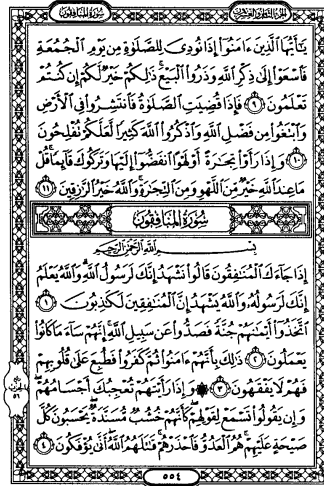 سورة المنافقون
الجزء الثامن والعشرون
يَٰٓأَيُّهَا ٱلَّذِينَ ءَامَنُوٓا۟ إِذَا نُودِىَ لِلصَّلَوٰةِ مِن يَوْمِ ٱلْجُمُعَةِ
فَٱسْعَوْا۟ إِلَىٰ ذِكْرِ ٱللَّهِ وَذَرُوا۟ ٱلْبَيْعَ ۚ ذَٰلِكُمْ خَيْرٌ لَّكُمْ إِن كُنتُمْ
تَعْلَمُونَ ٩ فَإِذَا قُضِيَتِ ٱلصَّلَوٰةُ فَٱنتَشِرُوا۟ فِى ٱلْأَرْضِ
وَٱبْتَغُوا۟ مِن فَضْلِ ٱللَّهِ وَٱذْكُرُوا۟ ٱللَّهَ كَثِيرًا لَّعَلَّكُمْ تُفْلِحُونَ
١٠ وَإِذَا رَأَوْا۟ تِجَٰرَةً أَوْ لَهْوًا ٱنفَضُّوٓا۟ إِلَيْهَا وَتَرَكُوكَ قَآئِمًا ۚ قُلْ
مَا عِندَ ٱللَّهِ خَيْرٌ مِّنَ ٱللَّهْوِ وَمِنَ ٱلتِّجَٰرَةِ ۚ وَٱللَّهُ خَيْرُ ٱلرَّٰزِقِينَ ١١
سورة المنافقون
بِسْمِ ٱللَّهِ ٱلرَّحْمَٰنِ ٱلرَّحِيمِ
إِذَا جَآءَكَ ٱلْمُنَٰفِقُونَ قَالُوا۟ نَشْهَدُ إِنَّكَ لَرَسُولُ ٱللَّهِ ۗ وَٱللَّهُ يَعْلَمُ
إِنَّكَ لَرَسُولُهُۥ وَٱللَّهُ يَشْهَدُ إِنَّ ٱلْمُنَٰفِقِينَ لَكَٰذِبُونَ ١
ٱتَّخَذُوٓا۟ أَيْمَٰنَهُمْ جُنَّةً فَصَدُّوا۟ عَن سَبِيلِ ٱللَّهِ ۚ إِنَّهُمْ سَآءَ مَا كَانُوا۟
يَعْمَلُونَ ٢ ذَٰلِكَ بِأَنَّهُمْ ءَامَنُوا۟ ثُمَّ كَفَرُوا۟ فَطُبِعَ عَلَىٰ قُلُوبِهِمْ
فَهُمْ لَا يَفْقَهُونَ ٣ ۞ وَإِذَا رَأَيْتَهُمْ تُعْجِبُكَ أَجْسَامُهُمْ ۖ
وَإِن يَقُولُوا۟ تَسْمَعْ لِقَوْلِهِمْ ۖ كَأَنَّهُمْ خُشُبٌ مُّسَنَّدَةٌ ۖ يَحْسَبُونَ كُلَّ
صَيْحَةٍ عَلَيْهِمْ ۚ هُمُ ٱلْعَدُوُّ فَٱحْذَرْهُمْ ۚ قَٰتَلَهُمُ ٱللَّهُ ۖ أَنَّىٰ يُؤْفَكُونَ ٤
٥٥٤